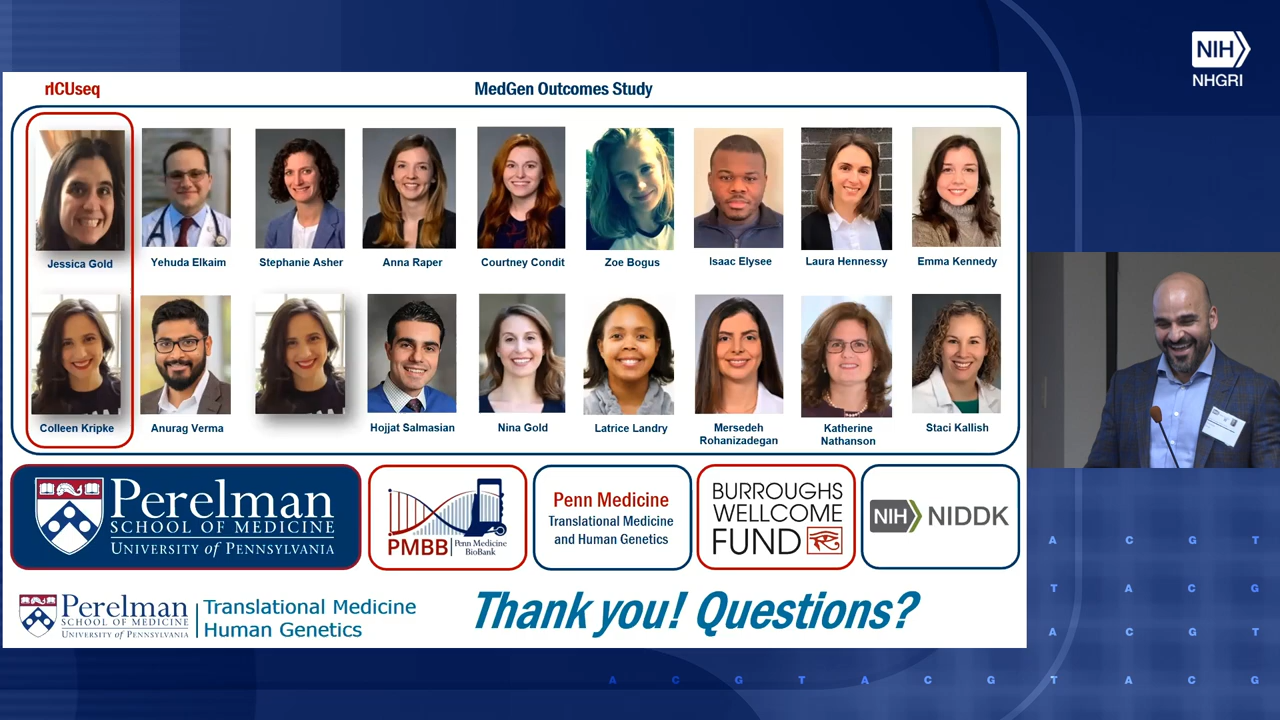 NIH
NHGRI
rICUseq
MedGen Outcomes Study
Jessica Gold
Yehuda Elkaim
Stephanie Asher
Anna Raper
Courtney Condit
Zoe Bogus
Isaac Elysee
Laura Hennessy
Emma Kennedy
Colleen Kripke
Anurag Verma
Hojjat Salmasian
Nina Gold
Latrice Landry
Mersedeh
Rohanizadegan
Katherine
Nathanson
Staci Kallish
Perelman
SCHOOL OF MEDICINE
UNIVERSITY of PENNSYLVANIA
PMBB
Penn Medicine
BioBank
Penn Medicine
Translational Medicine
and Human Genetics
BURROUGHS
WELLCOME
FUND
NIH NIDDK
Perelman
SCHOOL OF MEDICINE
UNIVERSITY of PENNSYLVANIA
Translational Medicine
Human Genetics
Thank you! Questions?
A C G T
T A C G
A C G T
A C G T A C G T A C G